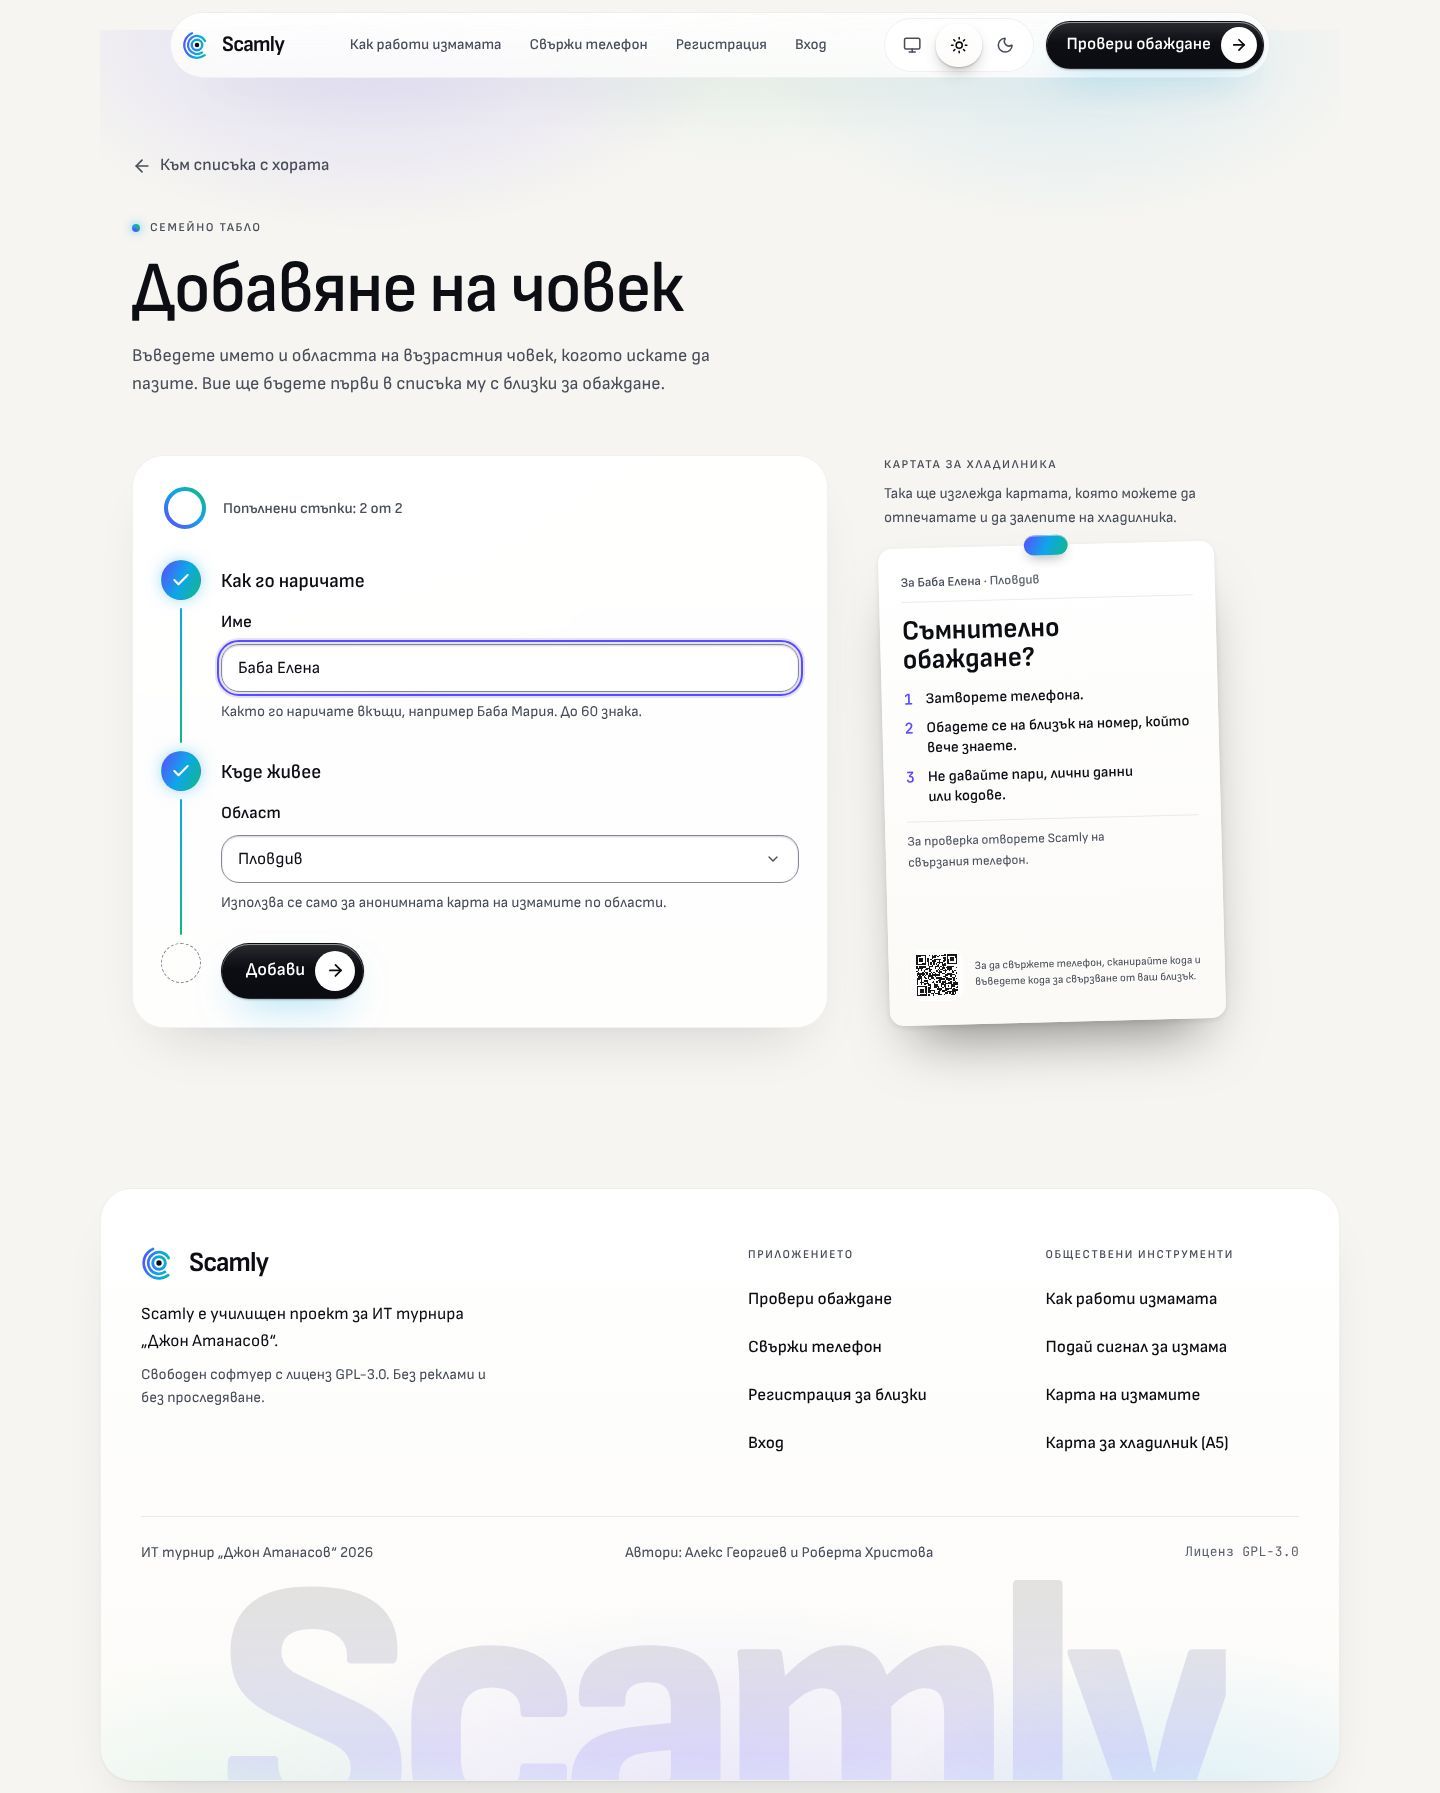 Scamly
Как работи измамата
Свържи телефон
Регистрация
Вход
Провери обаждане
Към списъка с хората
СЕМЕЙНО ТАБЛО
Добавяне на човек
Въведете името и областта на възрастния човек, когото искате да
пазите. Вие ще бъдете първи в списъка му с близки за обаждане.
Попълнени стъпки: 2 от 2
Как го наричате
Име
Баба Елена
Както го наричате вкъщи, например Баба Мария. До 60 знака.
Къде живее
Област
Пловдив
Използва се само за анонимната карта на измамите по области.
Добави
КАРТАТА ЗА ХЛАДИЛНИКА
Така ще изглежда картата, която можете да
отпечатате и да залепите на хладилника.
За Баба Елена · Пловдив
Съмнително
обаждане?
1 Затворете телефона.
2 Обадете се на близък на номер, който
вече знаете.
3 Не давайте пари, лични данни
или кодове.
За проверка отворете Scamly на
свързания телефон.
За да свържете телефон, сканирайте кода и
въведете кода за свързване от ваш близък.
Scamly
Scamly е училищен проект за ИТ турнира
„Джон Атанасов“.
Свободен софтуер с лиценз GPL-3.0. Без реклами и
без проследяване.
ПРИЛОЖЕНИЕТО
Провери обаждане
Свържи телефон
Регистрация за близки
Вход
ОБЩЕСТВЕНИ ИНСТРУМЕНТИ
Как работи измамата
Подай сигнал за измама
Карта на измамите
Карта за хладилник (А5)
ИТ турнир „Джон Атанасов“ 2026
Автори: Алекс Георгиев и Роберта Христова
Лиценз GPL-3.0
Scamly